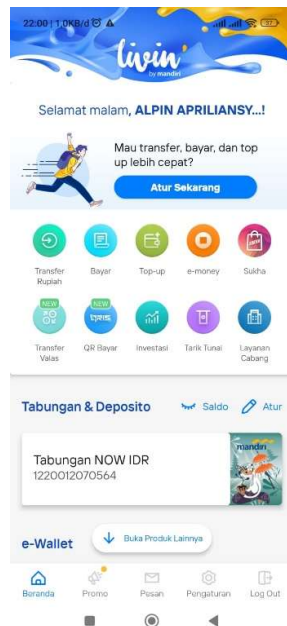 22:00 | 1,0KB/d
37
livin'
by mandiri
Selamat malam, ALPIN APRILIANSY...!
Mau transfer, bayar, dan top
up lebih cepat?
Atur Sekarang
Transfer
Rupiah
Bayar
Top-up
e-money
Sukha
NEW
NEW
QRIS
Transfer
Valas
QR Bayar
Investasi
Tarik Tunai
Layanan
Cabang
Tabungan & Deposito
Saldo
Atur
Tabungan NOW IDR
1220012070564
mandiri
e-Wallet
Buka Produk Lainnya
Beranda
Promo
Pesan
Pengaturan
Log Out